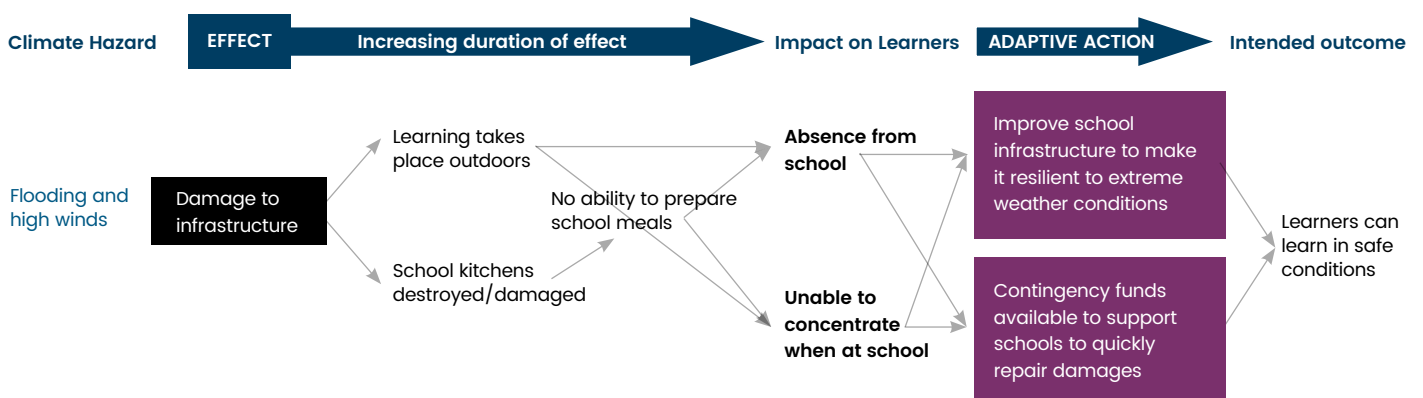 Climate Hazard
EFFECT
Increasing duration of effect
Impact on Learners
ADAPTIVE ACTION
Intended outcome
Flooding and
high winds
Damage to
infrastructure
Learning takes
place outdoors
School kitchens
destroyed/damaged
No ability to prepare
school meals
Absence from
school
Unable to
concentrate
when at school
Improve school
infrastructure to make
it resilient to extreme
weather conditions
Contingency funds
available to support
schools to quickly
repair damages
Learners can
learn in safe
conditions